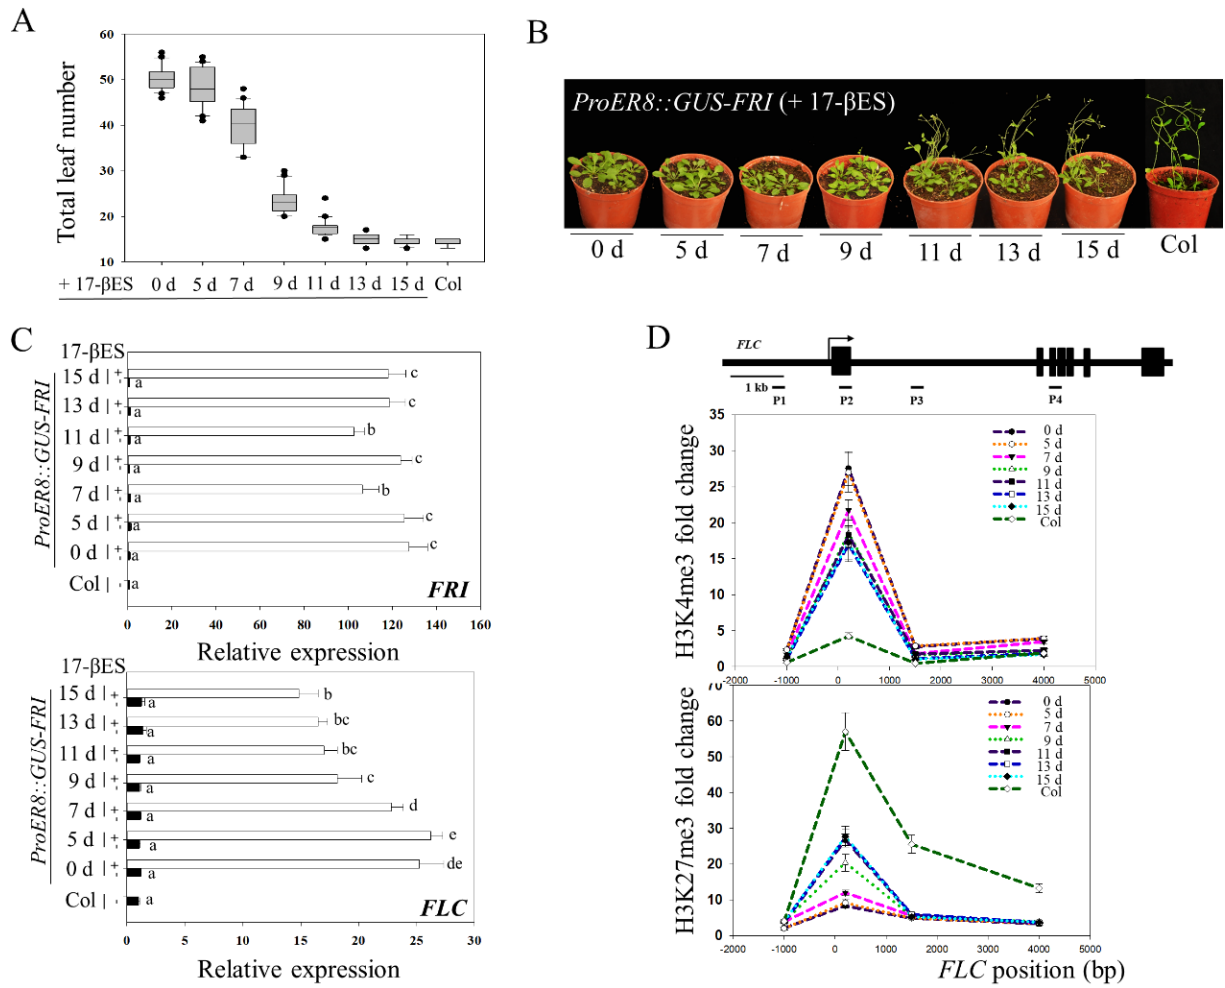 A
60
50
40
30
20
10
Total leaf number
+ 17-βES 0 d 5 d 7 d 9 d 11 d 13 d 15 d Col
B
ProER8::GUS-FRI (+ 17-βES)
0 d 5 d 7 d 9 d 11 d 13 d 15 d Col
C
17-βES
ProER8::GUS-FRI
15 d + c
- a
13 d + c
- a
11 d + b
- a
9 d + c
- a
7 d + b
- a
5 d + c
- a
0 d + c
- a
Col - a
FRI
0 20 40 60 80 100 120 140 160
Relative expression
17-βES
ProER8::GUS-FRI
15 d + b
- a
13 d + bc
- a
11 d + bc
- a
9 d + c
- a
7 d + d
- a
5 d + e
- a
0 d + de
- a
Col - a
FLC
0 5 10 15 20 25 30
Relative expression
D
FLC
1 kb
P1 P2 P3 P4
H3K4me3 fold change
35
30
25
20
15
10
5
0
0 d
5 d
7 d
9 d
11 d
13 d
15 d
Col
-2000 -1000 0 1000 2000 3000 4000 5000
H3K27me3 fold change
70
60
50
40
30
20
10
0
0 d
5 d
7 d
9 d
11 d
13 d
15 d
Col
-2000 -1000 0 1000 2000 3000 4000 5000
FLC position (bp)